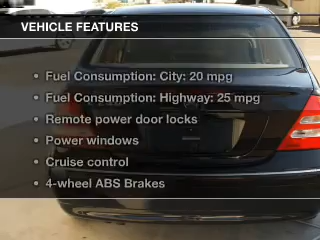 VEHICLE FEATURES
• Fuel Consumption: City: 20 mpg
• Fuel Consumption: Highway: 25 mpg
• Remote power door locks
• Power windows
• Cruise control
• 4-wheel ABS Brakes